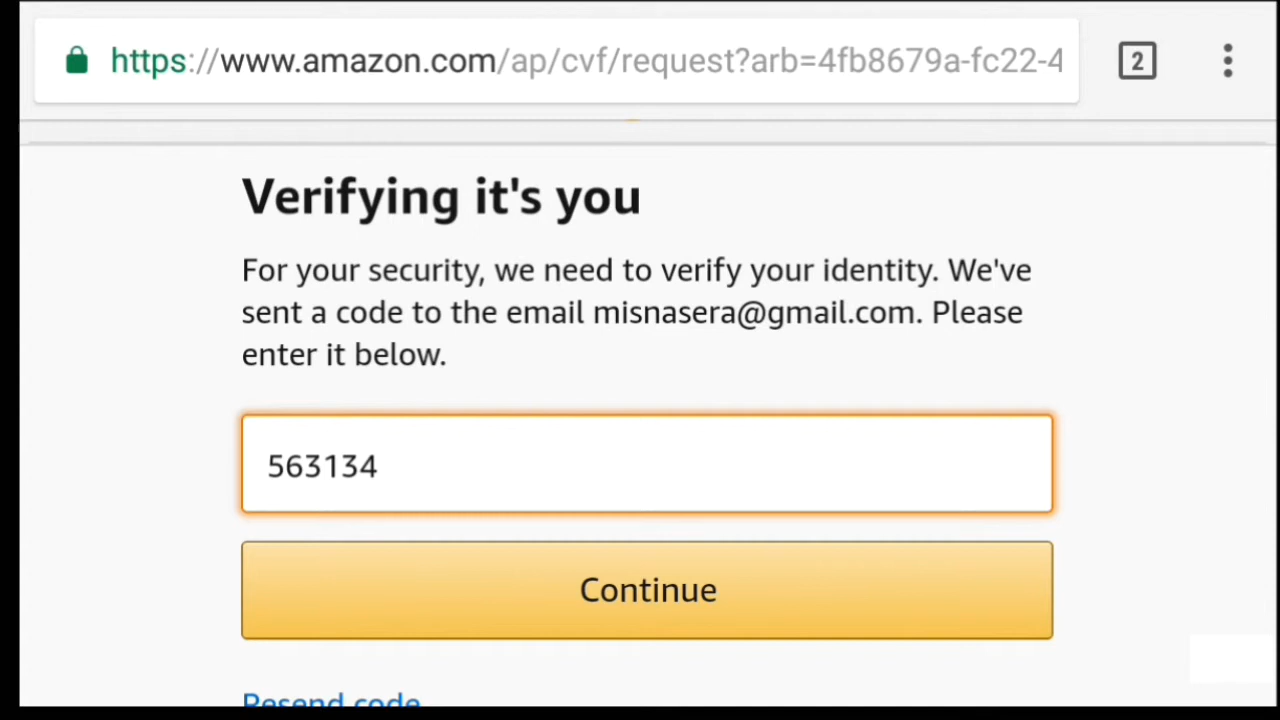 https://www.amazon.com/ap/cvf/request?arb=4fb8679a-fc22-4
2
Verifying it's you
For your security, we need to verify your identity. We've
sent a code to the email misnasera@gmail.com. Please
enter it below.
563134
Continue
Resend code